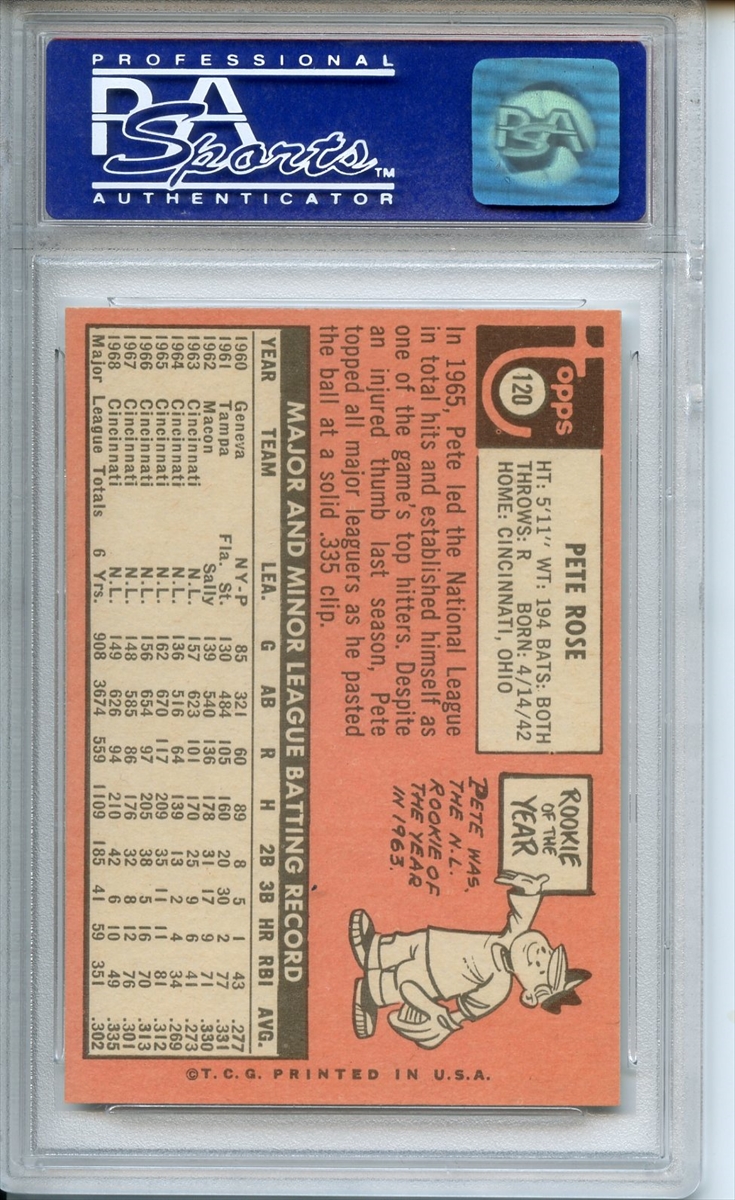 PROFESSIONAL
PSA
Sports™
AUTHENTICATOR
PSA
Topps
120
PETE ROSE
HT: 5'11" WT: 194 BATS: BOTH
THROWS: R BORN: 4/14/42
HOME: CINCINNATI, OHIO
In 1965, Pete led the National League
in total hits and established himself as
one of the game's top hitters. Despite
an injured thumb last season, Pete
topped all major leaguers as he pasted
the ball at a solid .335 clip.
ROOKIE
OF THE
YEAR
PETE WAS
THE N.L.
ROOKIE OF
THE YEAR
IN 1963.
MAJOR AND MINOR LEAGUE BATTING RECORD
YEAR TEAM LEA. G AB R H 2B 3B HR RBI AVG.
1960 Geneva NY-P 85 321 60 89 8 5 1 43 .277
1961 Tampa Fla. St. 130 484 105 160 20 30 2 77 .331
1962 Macon Sally 139 540 136 178 31 17 9 71 .330
1963 Cincinnati N.L. 157 623 101 170 25 9 6 41 .273
1964 Cincinnati N.L. 136 516 64 139 13 2 4 34 .269
1965 Cincinnati N.L. 162 670 117 209 35 11 11 81 .312
1966 Cincinnati N.L. 156 654 97 205 38 5 16 70 .313
1967 Cincinnati N.L. 148 585 86 176 32 8 12 76 .301
1968 Cincinnati N.L. 149 626 94 210 42 6 10 49 .335
Major League Totals 6 Yrs. 908 3674 559 1109 185 41 59 351 .302
©T.C.G. PRINTED IN U.S.A.